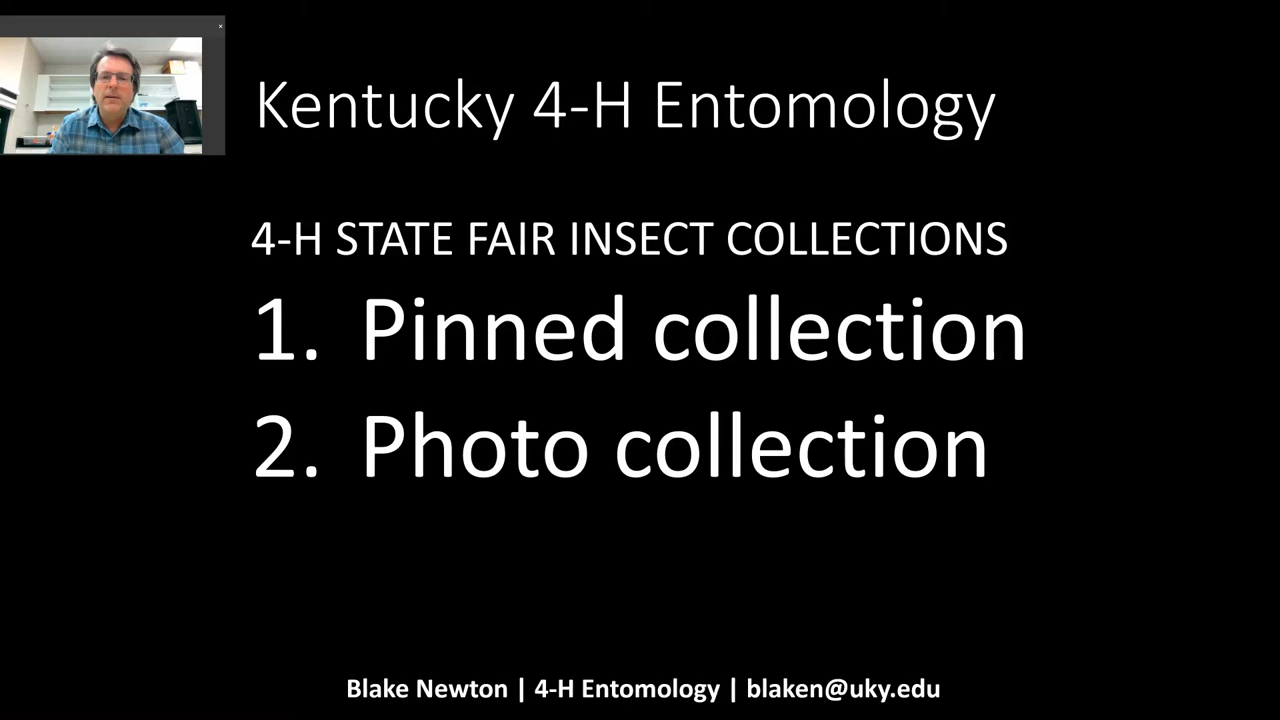 Kentucky 4-H Entomology
4-H STATE FAIR INSECT COLLECTIONS
1. Pinned collection
2. Photo collection
Blake Newton | 4-H Entomology | blaken@uky.edu